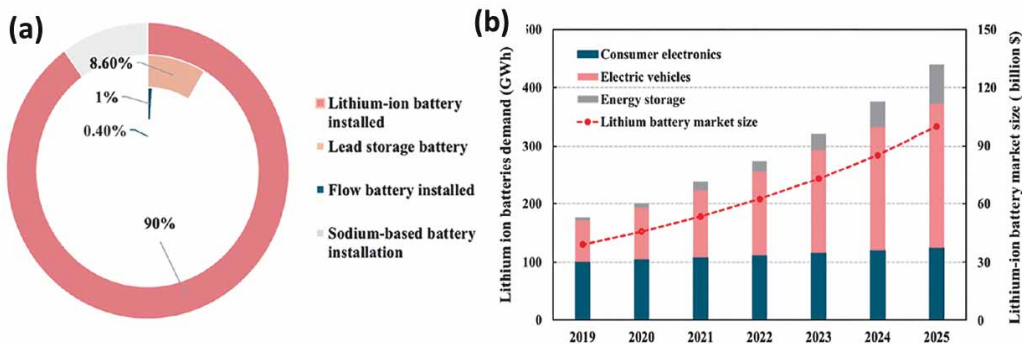 (a)
8.60%
1%
0.40%
90%
Lithium-ion battery
installed
Lead storage battery
Flow battery installed
Sodium-based battery
installation
(b)
Lithium ion batteries demand (GWh)
500
400
300
200
100
0
Consumer electronics
Electric vehicles
Energy storage
Lithium battery market size
2019 2020 2021 2022 2023 2024 2025
150
120
90
60
30
0
Lithium-ion battery market size ( billion $)